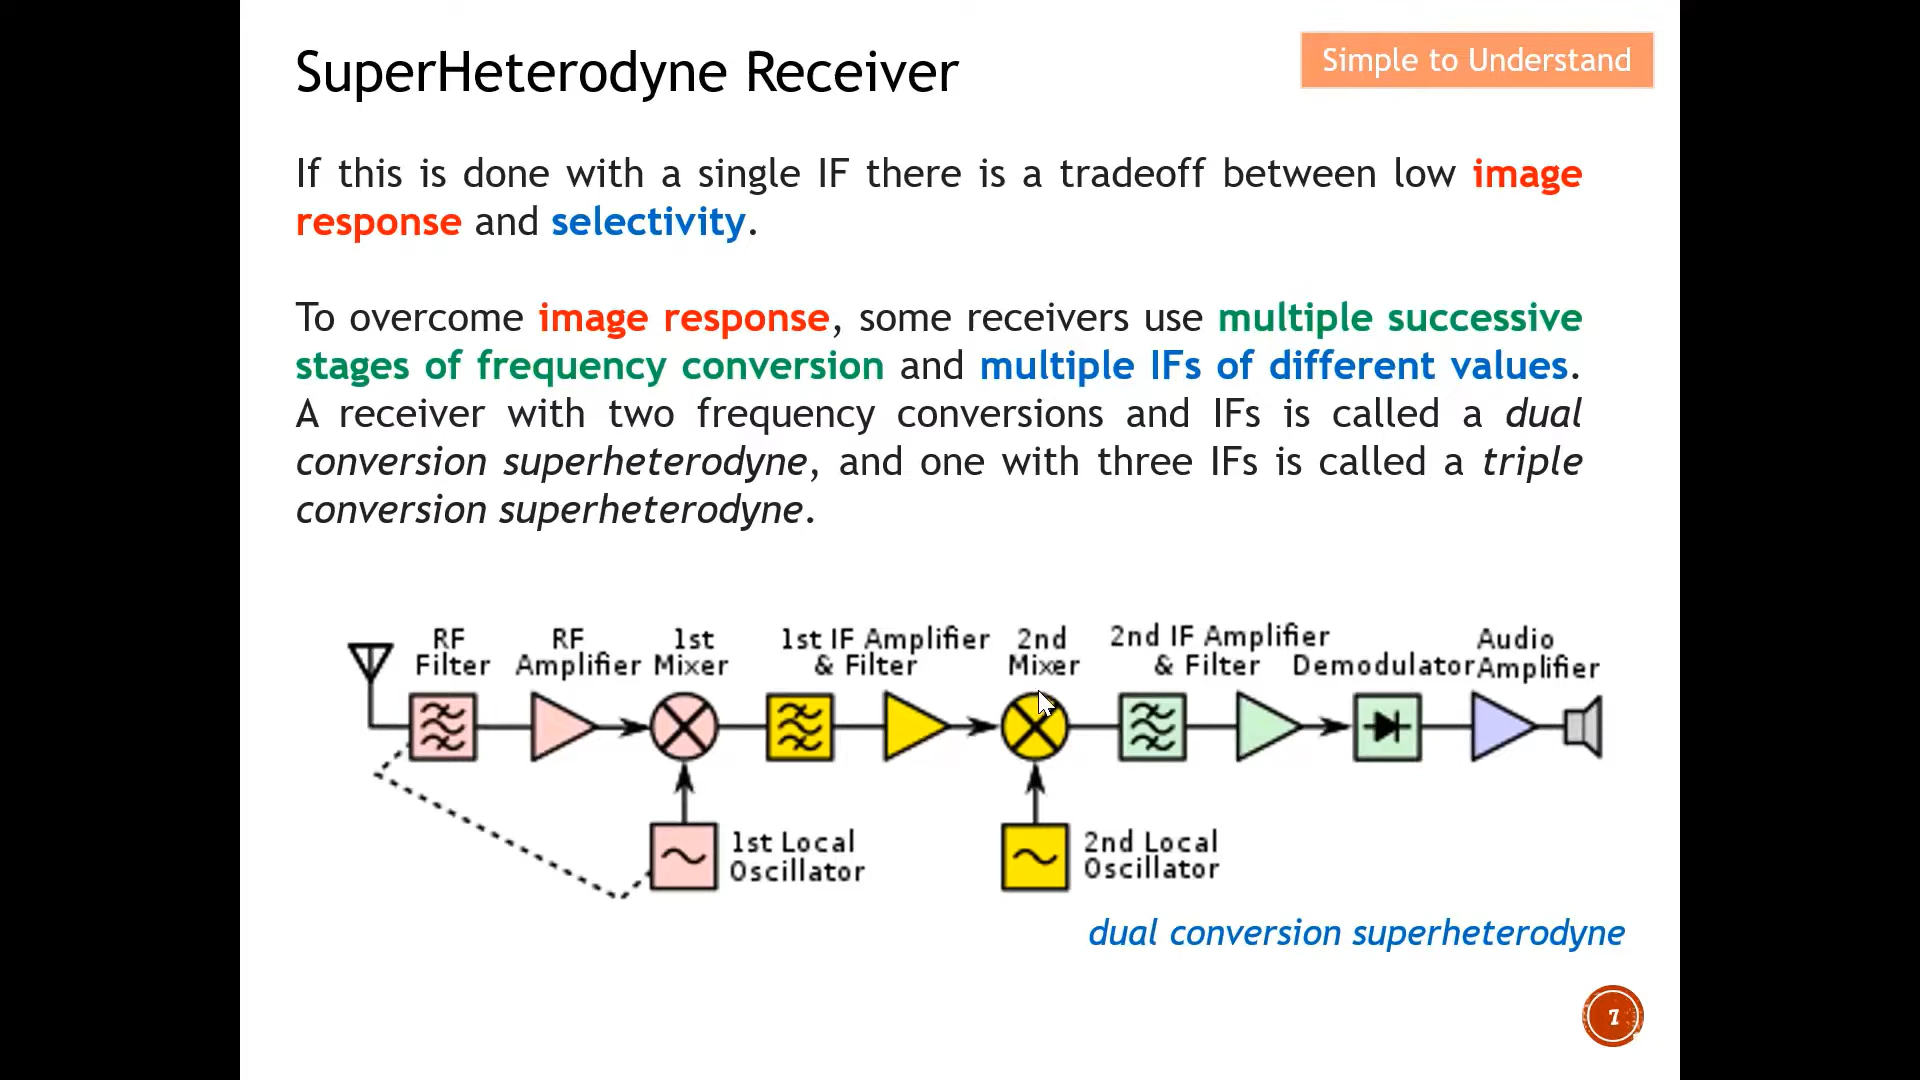 SuperHeterodyne Receiver
Simple to Understand
If this is done with a single IF there is a tradeoff between low image
response and selectivity.
To overcome image response, some receivers use multiple successive
stages of frequency conversion and multiple IFs of different values.
A receiver with two frequency conversions and IFs is called a dual
conversion superheterodyne, and one with three IFs is called a triple
conversion superheterodyne.
RF
Filter
RF
Amplifier
1st
Mixer
1st IF Amplifier
& Filter
2nd
Mixer
2nd IF Amplifier
& Filter
Demodulator
Audio
Amplifier
1st Local
Oscillator
2nd Local
Oscillator
dual conversion superheterodyne
7